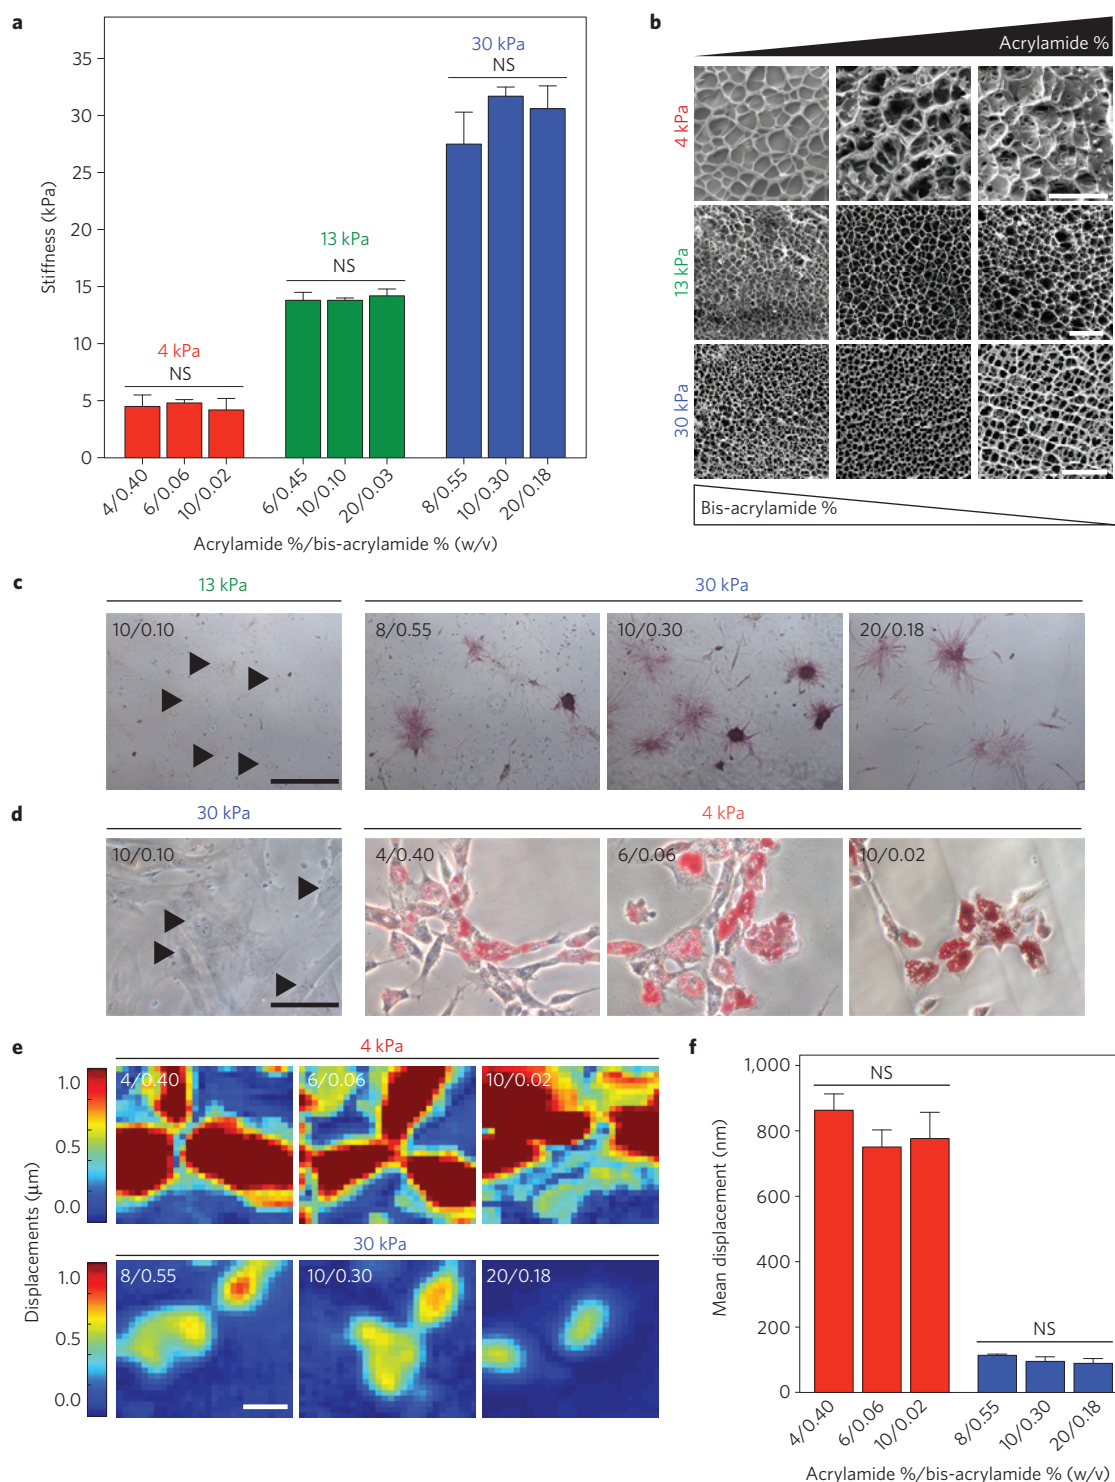 a
35
30
25
20
15
10
5
0
Stiffness (kPa)
4 kPa
NS
13 kPa
NS
30 kPa
NS
4/0.40
6/0.06
10/0.02
6/0.45
10/0.10
20/0.03
8/0.55
10/0.30
20/0.18
Acrylamide %/bis-acrylamide % (w/v)
b
Acrylamide %
4 kPa
13 kPa
30 kPa
Bis-acrylamide %
c
13 kPa
30 kPa
10/0.10
8/0.55
10/0.30
20/0.18
d
30 kPa
4 kPa
10/0.10
4/0.40
6/0.06
10/0.02
e
4 kPa
1.0
0.5
0.0
4/0.40
6/0.06
10/0.02
Displacements (μm)
30 kPa
1.0
0.5
0.0
8/0.55
10/0.30
20/0.18
f
1,000
800
600
400
200
0
Mean displacement (nm)
NS
NS
4/0.40
6/0.06
10/0.02
8/0.55
10/0.30
20/0.18
Acrylamide %/bis-acrylamide % (w/v)